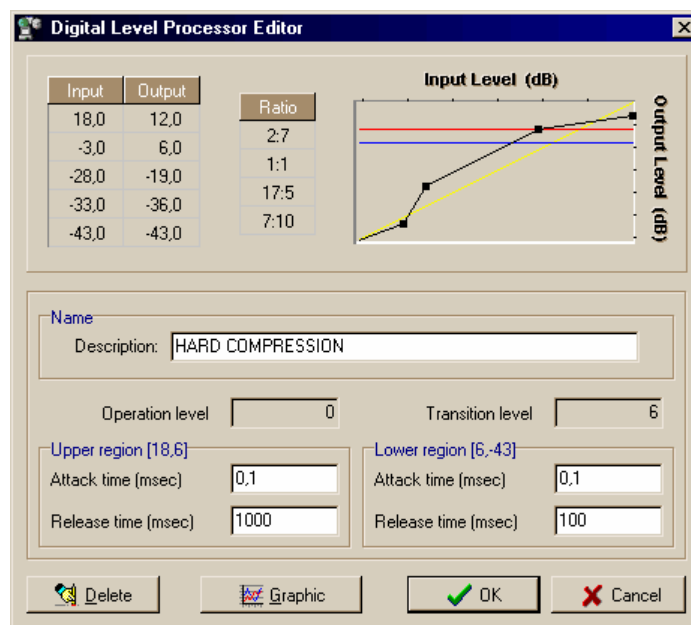 Digital Level Processor Editor
Input Output
18,0 12,0
-3,0 6,0
-28,0 -19,0
-33,0 -36,0
-43,0 -43,0
Ratio
2:7
1:1
17:5
7:10
Input Level (dB)
Output Level (dB)
Name
Description: HARD COMPRESSION
Operation level 0
Transition level 6
Upper region [18,6]
Attack time (msec) 0,1
Release time (msec) 1000
Lower region [6,-43]
Attack time (msec) 0,1
Release time (msec) 100
Delete
Graphic
OK
Cancel